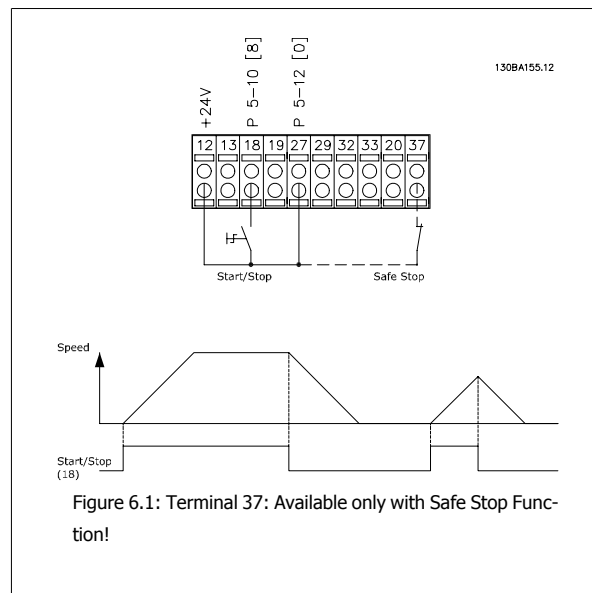 130BA155.12
+24V
P 5-10 [8]
P 5-12 [0]
12 13 18 19 27 29 32 33 20 37
Start/Stop
Safe Stop
Speed
Start/Stop
(18)
Figure 6.1: Terminal 37: Available only with Safe Stop Func-
tion!